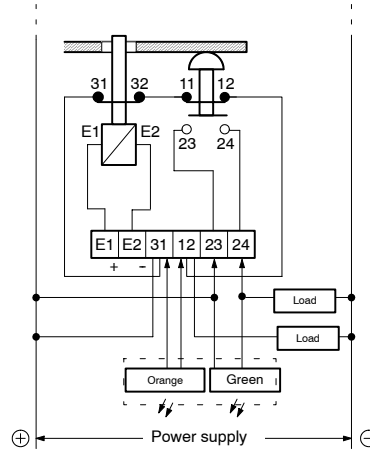 31 32 11 12
E1 E2 23 24
E1 E2 31 12 23 24
+ -
Load
Load
Orange Green
+ Power supply −